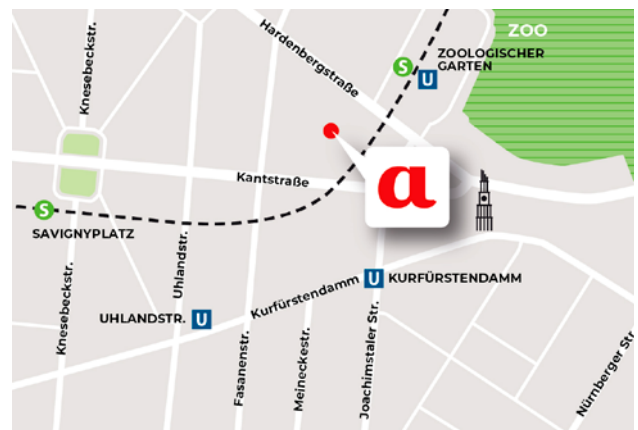 ZOO
Hardenbergstraße
ZOOLOGISCHER
GARTEN
S
U
Knesebeckstr.
Kantstraße
a
S
SAVIGNYPLATZ
Uhlandstr.
Knesebeckstr.
UHLANDSTR. U
Kurfürstendamm
U KURFÜRSTENDAMM
Fasanenstr.
Meineckestr.
Joachimstaler Str.
Nürnberger Str.